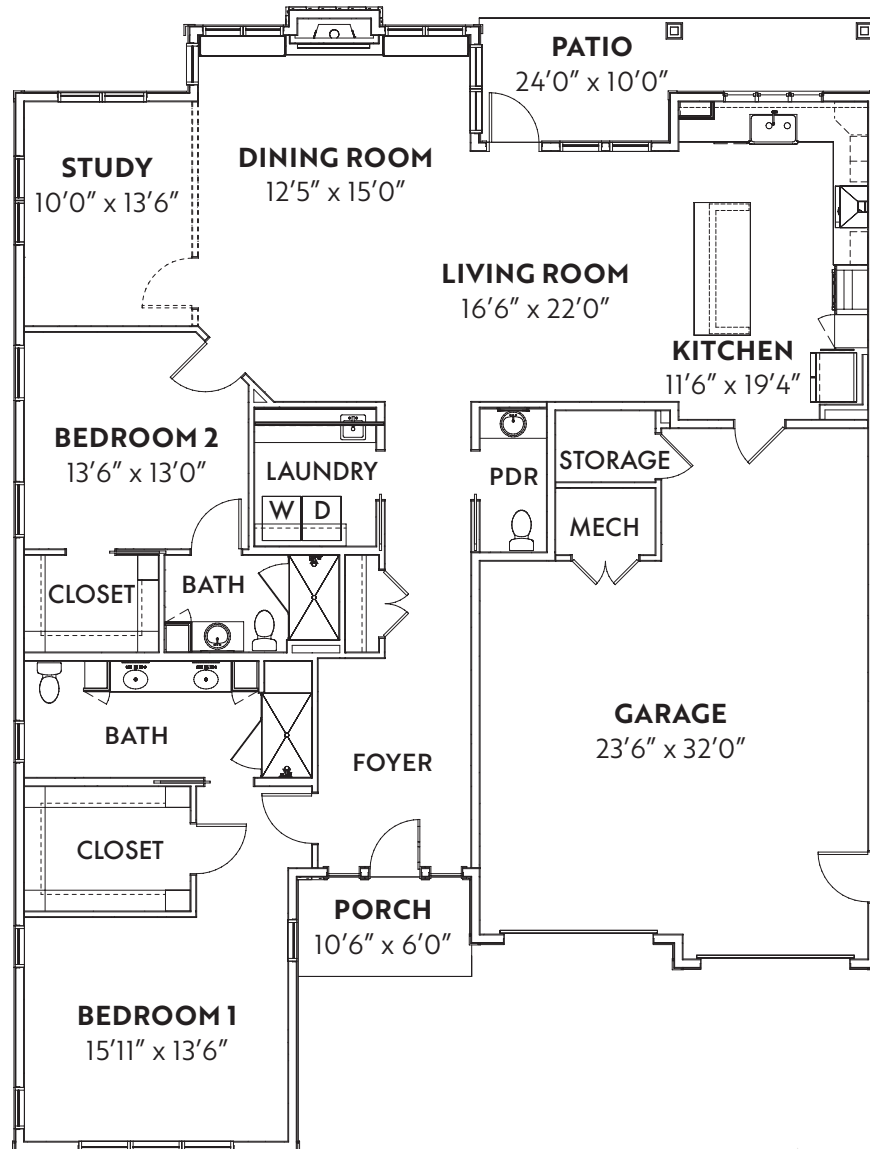 PATIO
24’0” x 10’0”
STUDY
10’0” x 13’6”
DINING ROOM
12’5” x 15’0”
LIVING ROOM
16’6” x 22’0”
KITCHEN
11’6” x 19’4”
BEDROOM 2
13’6” x 13’0”
LAUNDRY
W D
PDR
STORAGE
MECH
CLOSET
BATH
BATH
FOYER
GARAGE
23’6” x 32’0”
CLOSET
PORCH
10’6” x 6’0”
BEDROOM 1
15’11” x 13’6”